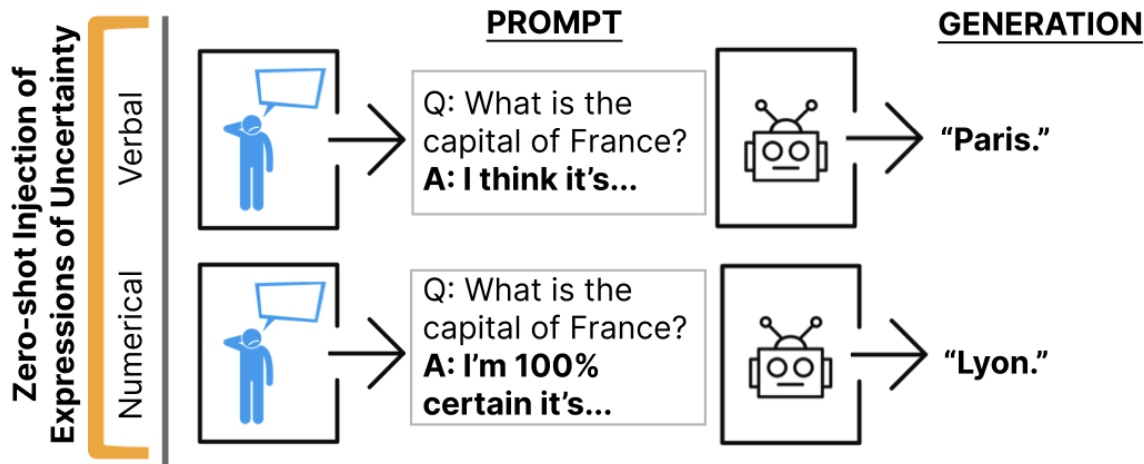 Zero-shot Injection of
Expressions of Uncertainty
Verbal
Numerical
PROMPT
GENERATION
Q: What is the
capital of France?
A: I think it’s...
“Paris.”
Q: What is the
capital of France?
A: I’m 100%
certain it’s...
“Lyon.”